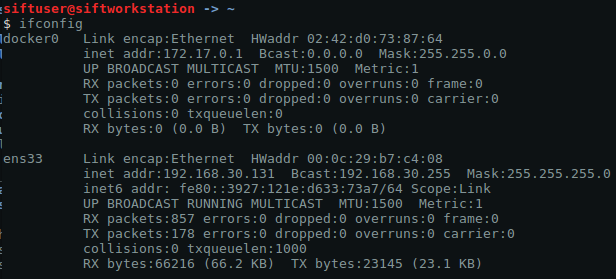 siftuser@siftworkstation -> ~
$ ifconfig
docker0   Link encap:Ethernet  HWaddr 02:42:d0:73:87:64
          inet addr:172.17.0.1  Bcast:0.0.0.0  Mask:255.255.0.0
          UP BROADCAST MULTICAST  MTU:1500  Metric:1
          RX packets:0 errors:0 dropped:0 overruns:0 frame:0
          TX packets:0 errors:0 dropped:0 overruns:0 carrier:0
          collisions:0 txqueuelen:0
          RX bytes:0 (0.0 B)  TX bytes:0 (0.0 B)
ens33     Link encap:Ethernet  HWaddr 00:0c:29:b7:c4:08
          inet addr:192.168.30.131  Bcast:192.168.30.255  Mask:255.255.255.0
          inet6 addr: fe80::3927:121e:d633:73a7/64 Scope:Link
          UP BROADCAST RUNNING MULTICAST  MTU:1500  Metric:1
          RX packets:857 errors:0 dropped:0 overruns:0 frame:0
          TX packets:178 errors:0 dropped:0 overruns:0 carrier:0
          collisions:0 txqueuelen:1000
          RX bytes:66216 (66.2 KB)  TX bytes:23145 (23.1 KB)